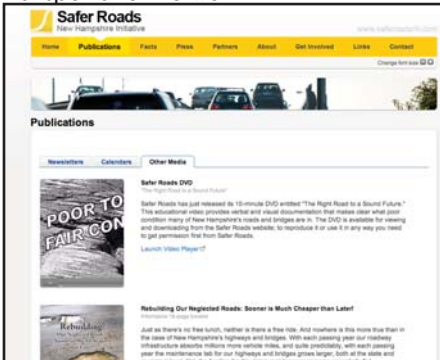 Safer Roads
New Hampshire Initiative
Home Publications Facts Press Partners About Get Involved Links Contact
Change font size
Publications
Newsletters Calendars Other Media
POOR TO
FAIR CON
Safer Roads DVD
"The Right Road is a Sound Future"
Safer Roads has just released its 10-minute DVD entitled "The Right Road to a Sound Future."
This educational video provides verbal and visual documentation that makes clear what poor
condition many of New Hampshire's roads and bridges are in. The DVD is available for viewing
and downloading from the Safer Roads website; to reproduce it or use it in any way you need
to get permission first from Safer Roads.
Launch Video Player
Rebuilding
Rebuilding Our Neglected Roads: Sooner is Much Cheaper than Later!
Just as there's no free lunch, neither is there a free ride. And nowhere is this more true than in
the case of New Hampshire's highways and bridges. With each passing year our roadway
infrastructure absorbs millions more vehicle miles, and quite predictably, with each passing
year the maintenance tab for our highways and bridges grows larger, both at the state and